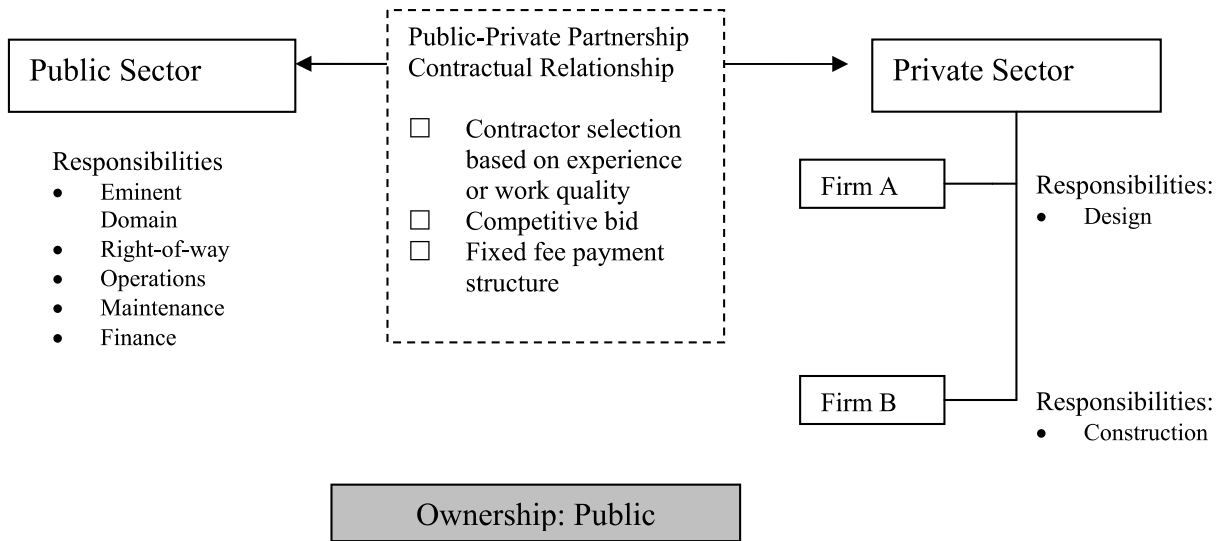 Public Sector
Responsibilities
• Eminent
Domain
• Right-of-way
• Operations
• Maintenance
• Finance
Public-Private Partnership
Contractual Relationship
☐ Contractor selection
based on experience
or work quality
☐ Competitive bid
☐ Fixed fee payment
structure
Private Sector
Firm A
Responsibilities:
• Design
Firm B
Responsibilities:
• Construction
Ownership: Public